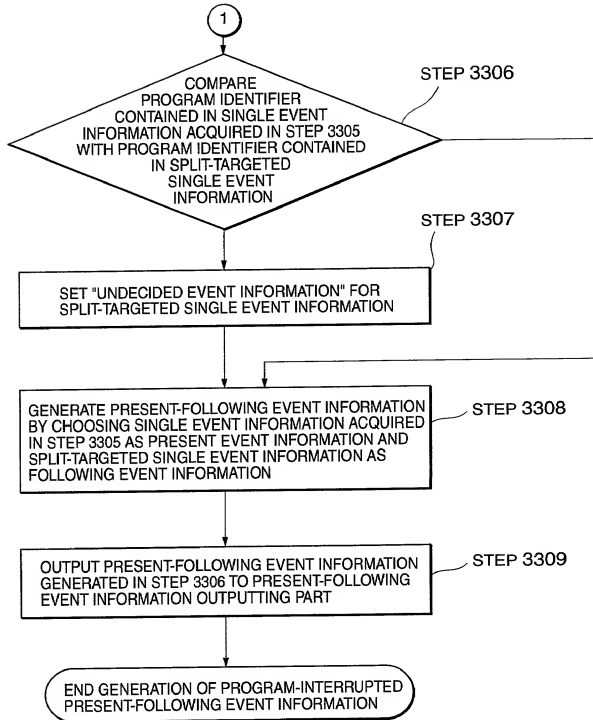 1
STEP 3306
COMPARE
PROGRAM IDENTIFIER
CONTAINED IN SINGLE EVENT
INFORMATION ACQUIRED IN STEP 3305
WITH PROGRAM IDENTIFIER CONTAINED
IN SPLIT-TARGETED
SINGLE EVENT
INFORMATION
STEP 3307
SET "UNDECIDED EVENT INFORMATION" FOR
SPLIT-TARGETED SINGLE EVENT INFORMATION
STEP 3308
GENERATE PRESENT-FOLLOWING EVENT INFORMATION
BY CHOOSING SINGLE EVENT INFORMATION ACQUIRED
IN STEP 3305 AS PRESENT EVENT INFORMATION AND
SPLIT-TARGETED SINGLE EVENT INFORMATION AS
FOLLOWING EVENT INFORMATION
STEP 3309
OUTPUT PRESENT-FOLLOWING EVENT INFORMATION
GENERATED IN STEP 3306 TO PRESENT-FOLLOWING
EVENT INFORMATION OUTPUTTING PART
END GENERATION OF PROGRAM-INTERRUPTED
PRESENT-FOLLOWING EVENT INFORMATION